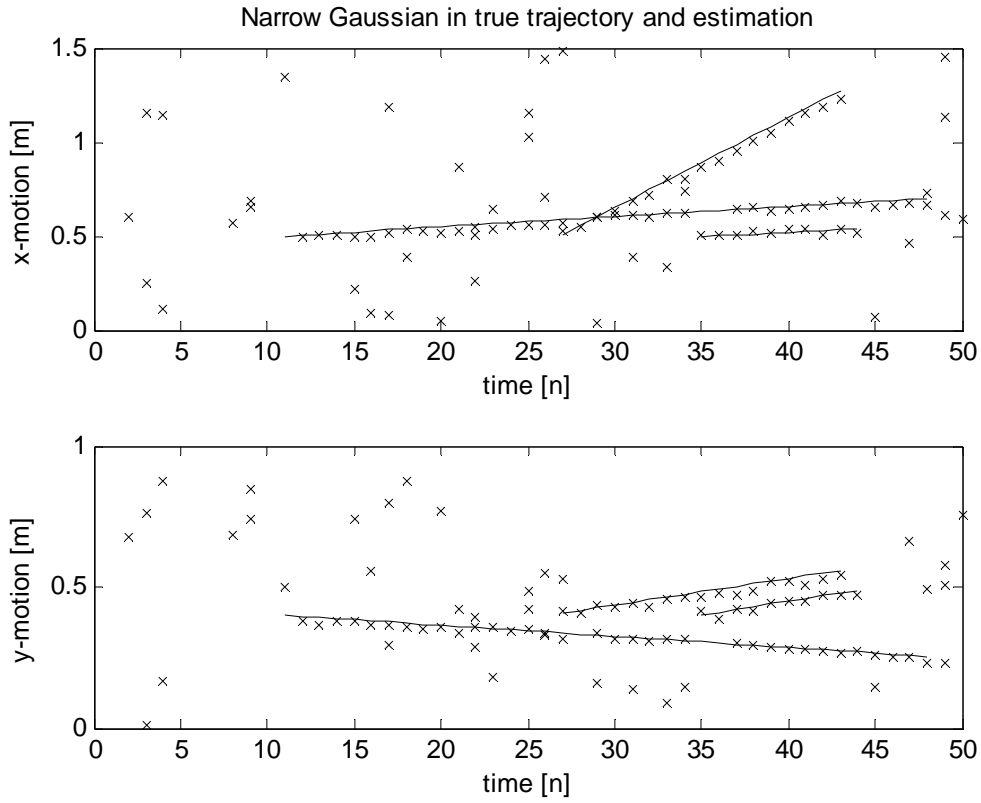 Narrow Gaussian in true trajectory and estimation
1.5
1
0.5
0
x-motion [m]
0 5 10 15 20 25 30 35 40 45 50
time [n]
1
0.5
0
y-motion [m]
0 5 10 15 20 25 30 35 40 45 50
time [n]